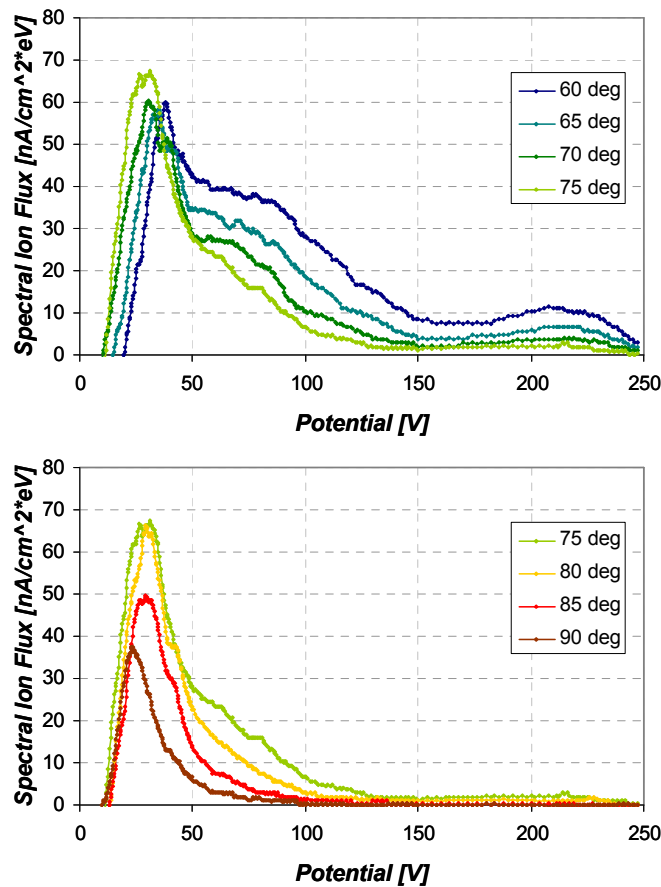 80
70
60
50
40
30
20
10
0
Spectral Ion Flux [nA/cm^2*eV]
60 deg
65 deg
70 deg
75 deg
0 50 100 150 200 250
Potential [V]
80
70
60
50
40
30
20
10
0
Spectral Ion Flux [nA/cm^2*eV]
75 deg
80 deg
85 deg
90 deg
0 50 100 150 200 250
Potential [V]